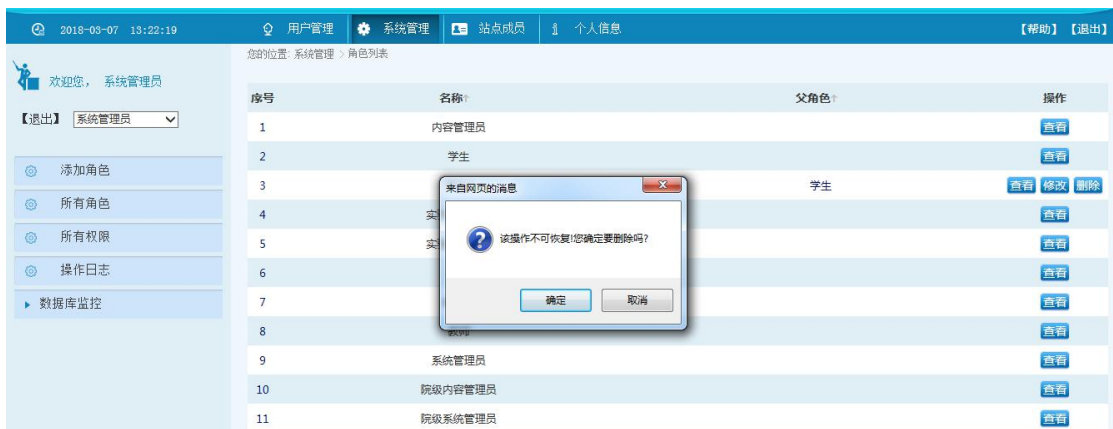 2018-03-07 13:22:19 用户管理 系统管理 站点成员 个人信息 【帮助】 【退出】
您的位置: 系统管理 > 角色列表
欢迎您, 系统管理员
【退出】 系统管理员
添加角色
所有角色
所有权限
操作日志
数据库监控
序号 名称↑ 父角色↑ 操作
1 内容管理员 查看
2 学生 查看
3 学生 查看 修改 删除
4 实 查看
5 实 查看
6 查看
7 查看
8 教师 查看
9 系统管理员 查看
10 院级内容管理员 查看
11 院级系统管理员 查看
来自网页的消息
该操作不可恢复!您确定要删除吗?
确定 取消